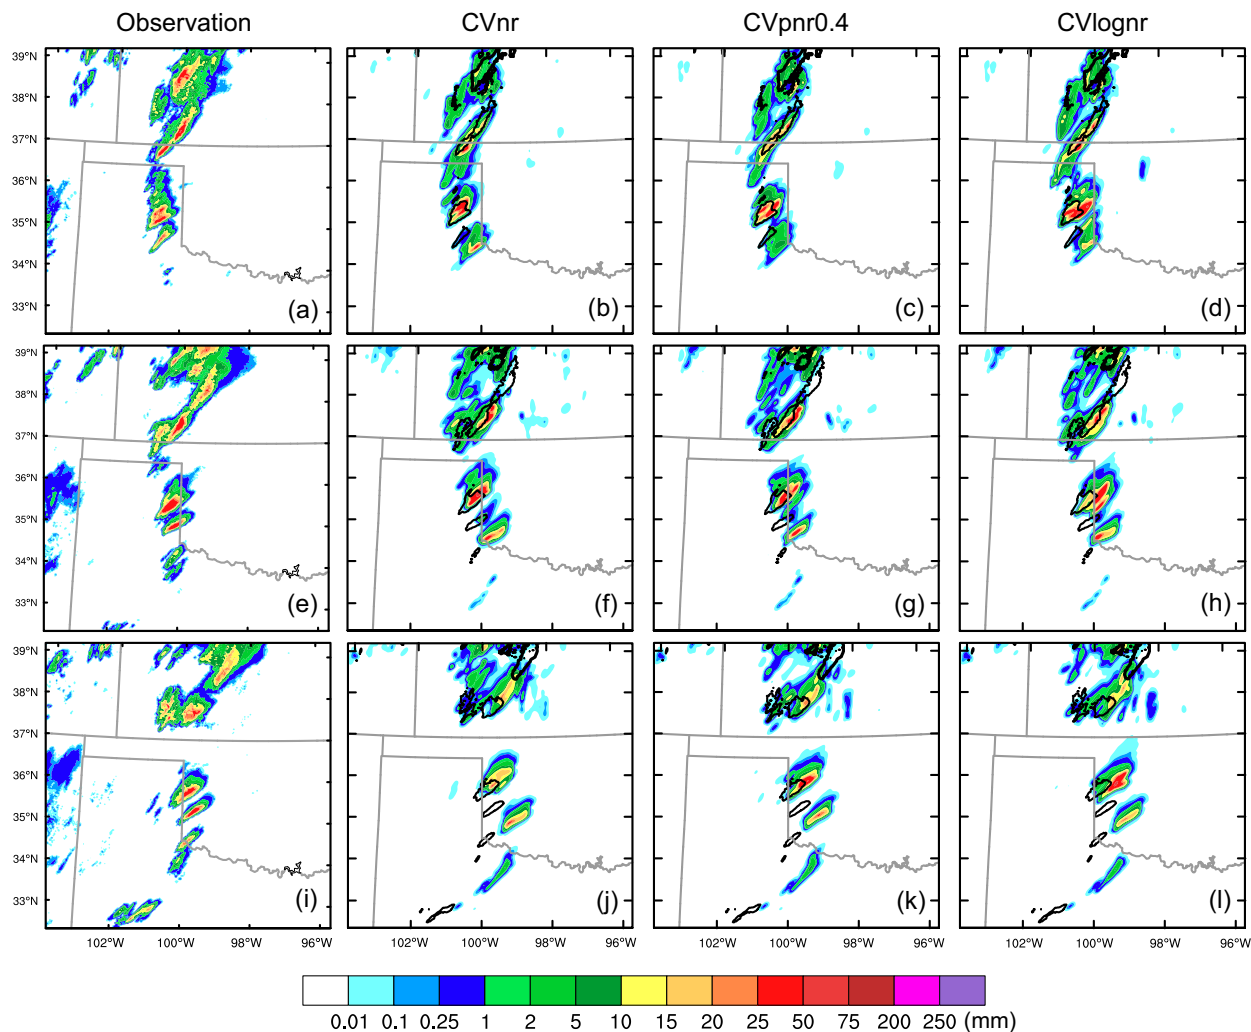 Observation CVnr CVpnr0.4 CVlognr
39°N
38°N
37°N
36°N
35°N
34°N
33°N
(a) (b) (c) (d)
39°N
38°N
37°N
36°N
35°N
34°N
33°N
(e) (f) (g) (h)
39°N
38°N
37°N
36°N
35°N
34°N
33°N
(i) (j) (k) (l)
102°W 100°W 98°W 96°W 102°W 100°W 98°W 96°W 102°W 100°W 98°W 96°W 102°W 100°W 98°W 96°W
0.01 0.1 0.25 1 2 5 10 15 20 25 50 75 200 250 (mm)